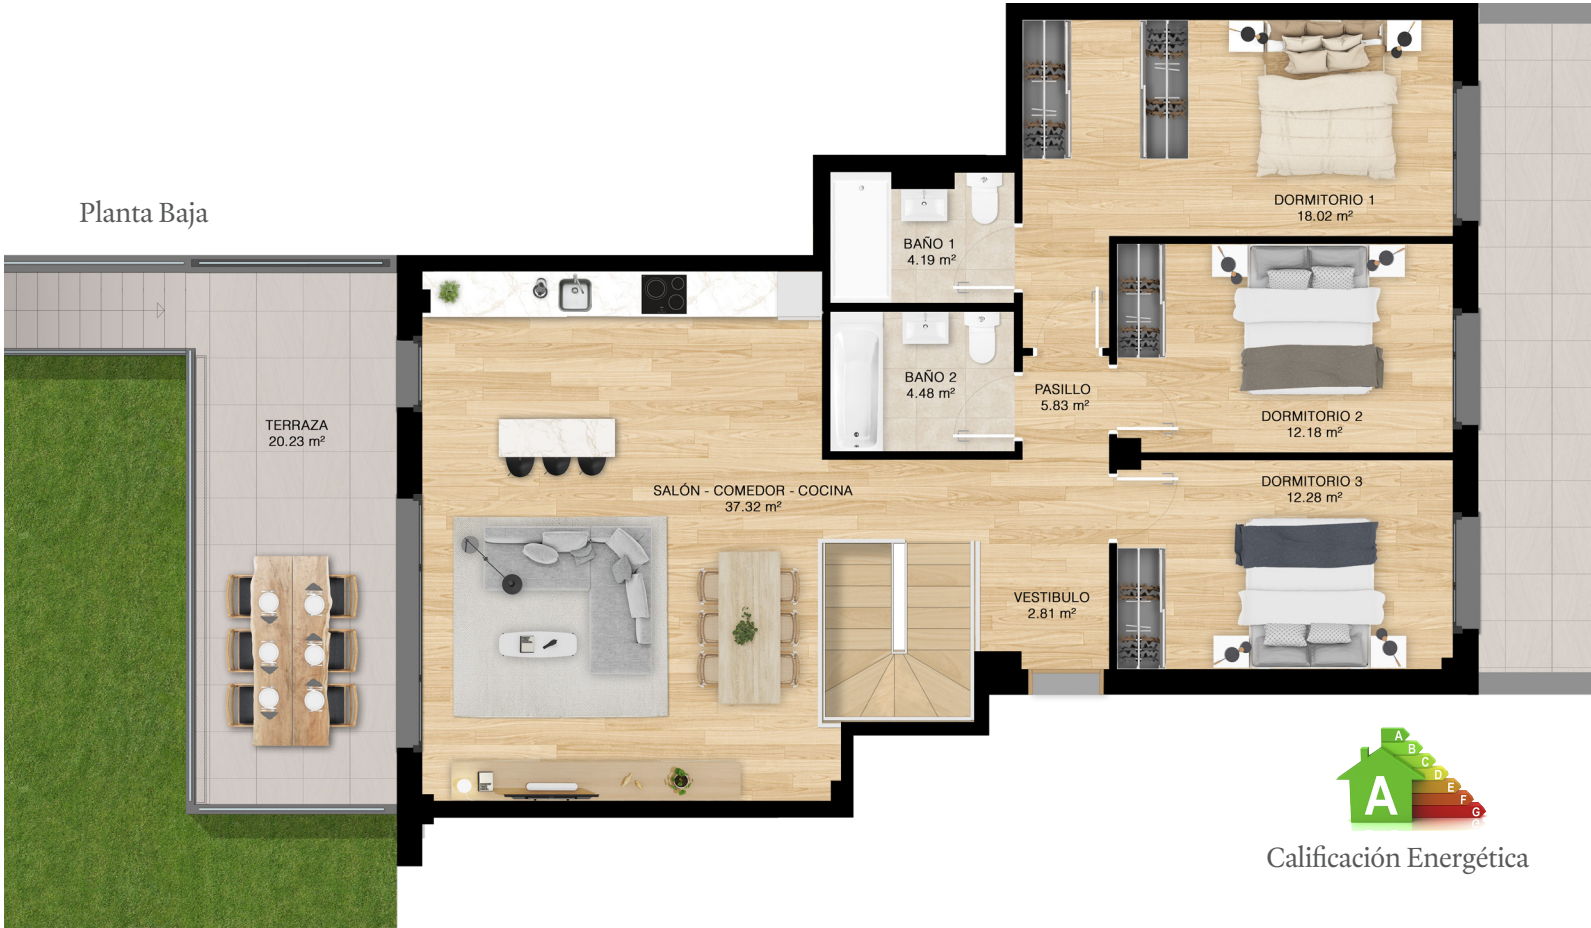 Planta Baja
DORMITORIO 1
18.02 m²
BAÑO 1
4.19 m²
BAÑO 2
4.48 m²
PASILLO
5.83 m²
DORMITORIO 2
12.18 m²
TERRAZA
20.23 m²
SALÓN - COMEDOR - COCINA
37.32 m²
DORMITORIO 3
12.28 m²
VESTIBULO
2.81 m²
A
B
C
D
E
F
G
A
Calificación Energética